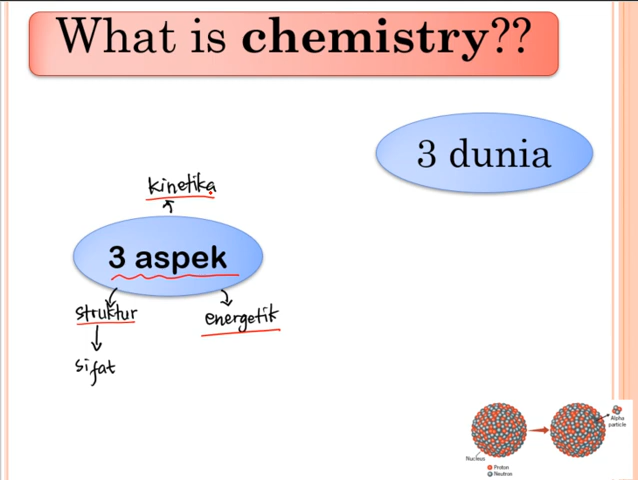 What is chemistry??
3 dunia
kinetika
3 aspek
struktur
energetik
sifat
Alpha
particle
Nucleus
Proton
Neutron